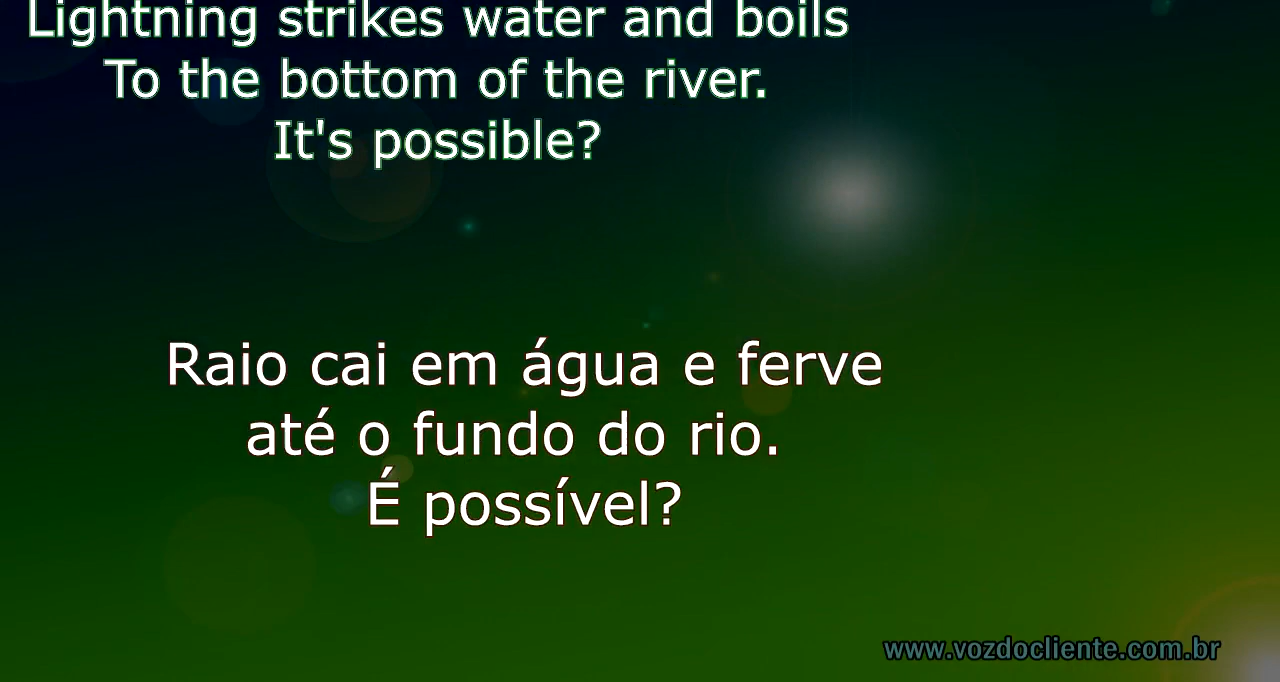 Lightning strikes water and boils
To the bottom of the river.
It's possible?
Raio cai em água e ferve
até o fundo do rio.
É possível?
www.vozdocliente.com.br